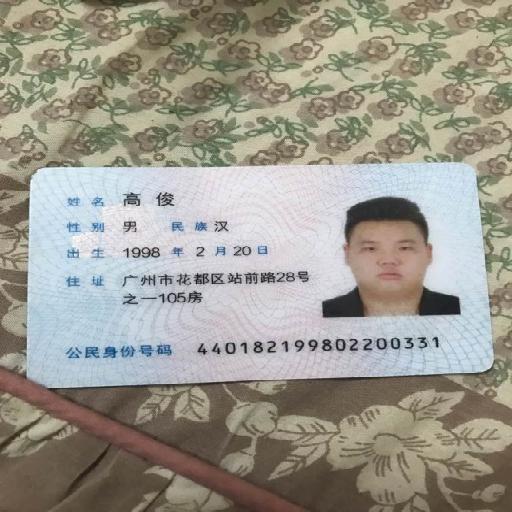 姓名 高俊
性别 男 民族 汉
出生 1998 年 2 月 20 日
住址 广州市花都区站前路28号
之一105房
公民身份号码 440182199802200331